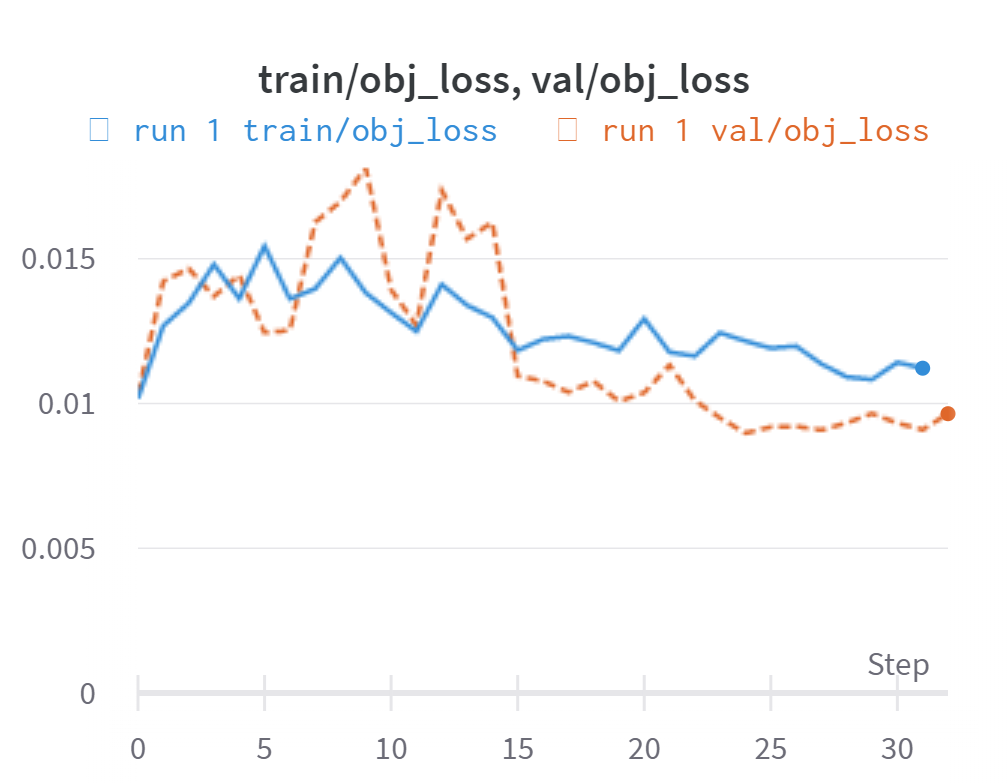 train/obj_loss, val/obj_loss
run 1 train/obj_loss run 1 val/obj_loss
0.015
0.01
0.005
Step
0
0 5 10 15 20 25 30